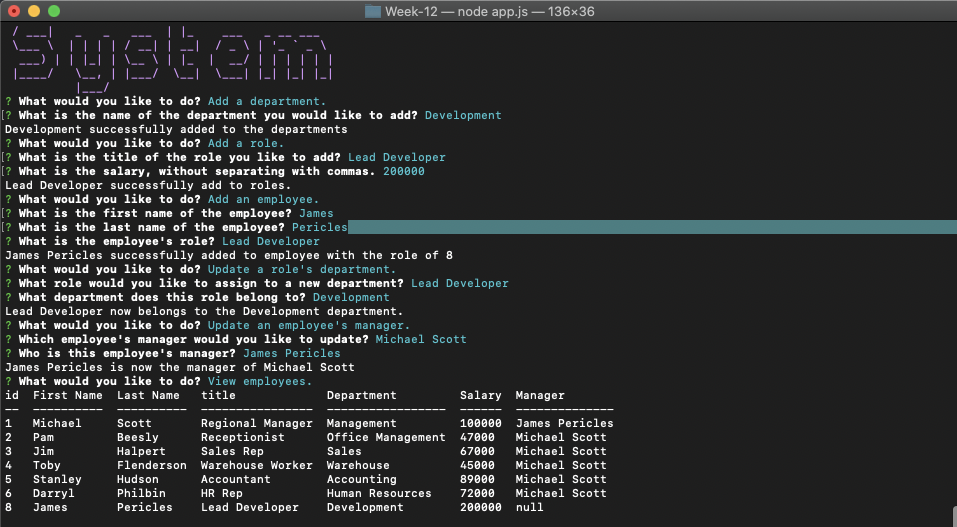 Week-12 — node app.js — 136×36
System
? What would you like to do? Add a department.
[? What is the name of the department you would like to add? Development
Development successfully added to the departments
? What would you like to do? Add a role.
[? What is the title of the role you like to add? Lead Developer
[? What is the salary, without separating with commas. 200000
Lead Developer successfully add to roles.
? What would you like to do? Add an employee.
[? What is the first name of the employee? James
[? What is the last name of the employee? Pericles
? What is the employee's role? Lead Developer
James Pericles successfully added to employee with the role of 8
? What would you like to do? Update a role's department.
? What role would you like to assign to a new department? Lead Developer
? What department does this role belong to? Development
Lead Developer now belongs to the Development department.
? What would you like to do? Update an employee's manager.
? Which employee's manager would you like to update? Michael Scott
? Who is this employee's manager? James Pericles
James Pericles is now the manager of Michael Scott
? What would you like to do? View employees.
id  First Name  Last Name   title             Department         Salary  Manager
--  ----------  ----------  ----------------  -----------------  ------  --------------
1   Michael     Scott       Regional Manager  Management         100000  James Pericles
2   Pam         Beesly      Receptionist      Office Management  47000   Michael Scott
3   Jim         Halpert     Sales Rep         Sales              67000   Michael Scott
4   Toby        Flenderson  Warehouse Worker  Warehouse          45000   Michael Scott
5   Stanley     Hudson      Accountant        Accounting         89000   Michael Scott
6   Darryl      Philbin     HR Rep            Human Resources    72000   Michael Scott
8   James       Pericles    Lead Developer    Development        200000  null